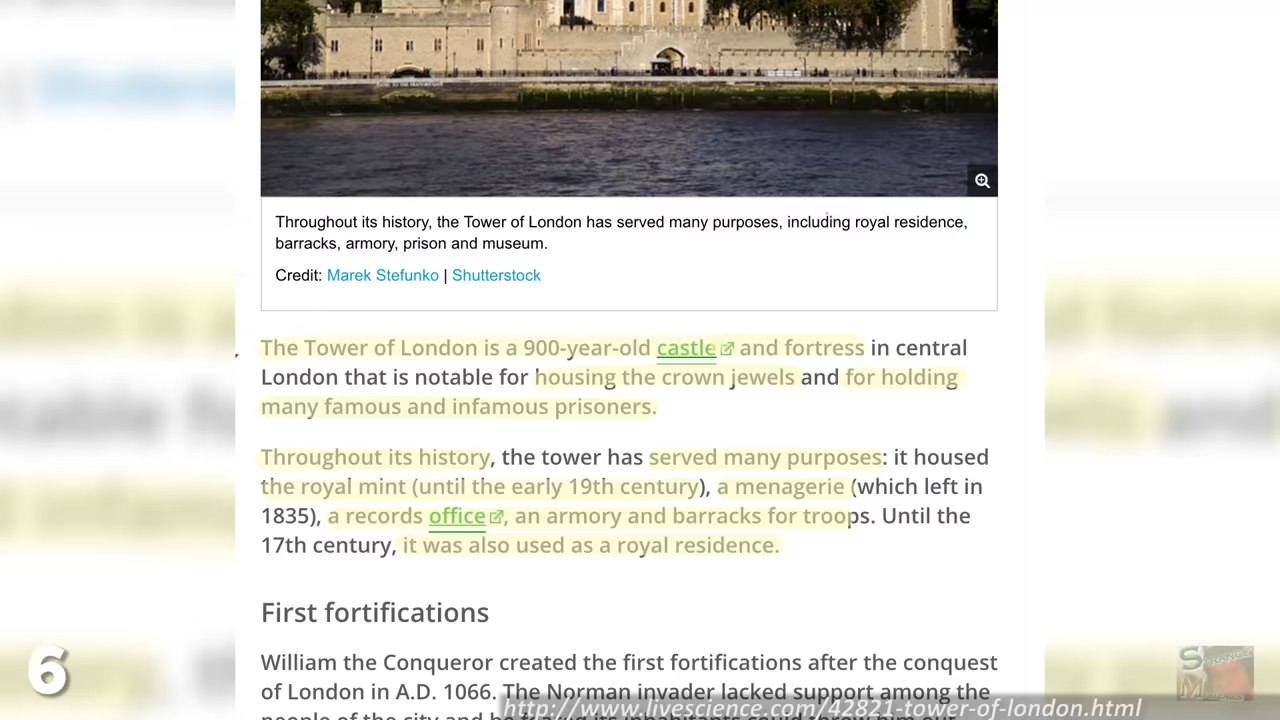 Throughout its history, the Tower of London has served many purposes, including royal residence,
barracks, armory, prison and museum.
Credit: Marek Stefunko | Shutterstock
The Tower of London is a 900-year-old castle and fortress in central
London that is notable for housing the crown jewels and for holding
many famous and infamous prisoners.
Throughout its history, the tower has served many purposes: it housed
the royal mint (until the early 19th century), a menagerie (which left in
1835), a records office, an armory and barracks for troops. Until the
17th century, it was also used as a royal residence.
First fortifications
William the Conqueror created the first fortifications after the conquest
of London in A.D. 1066. The Norman invader lacked support among the
http://www.livescience.com/42821-tower-of-london.html
6